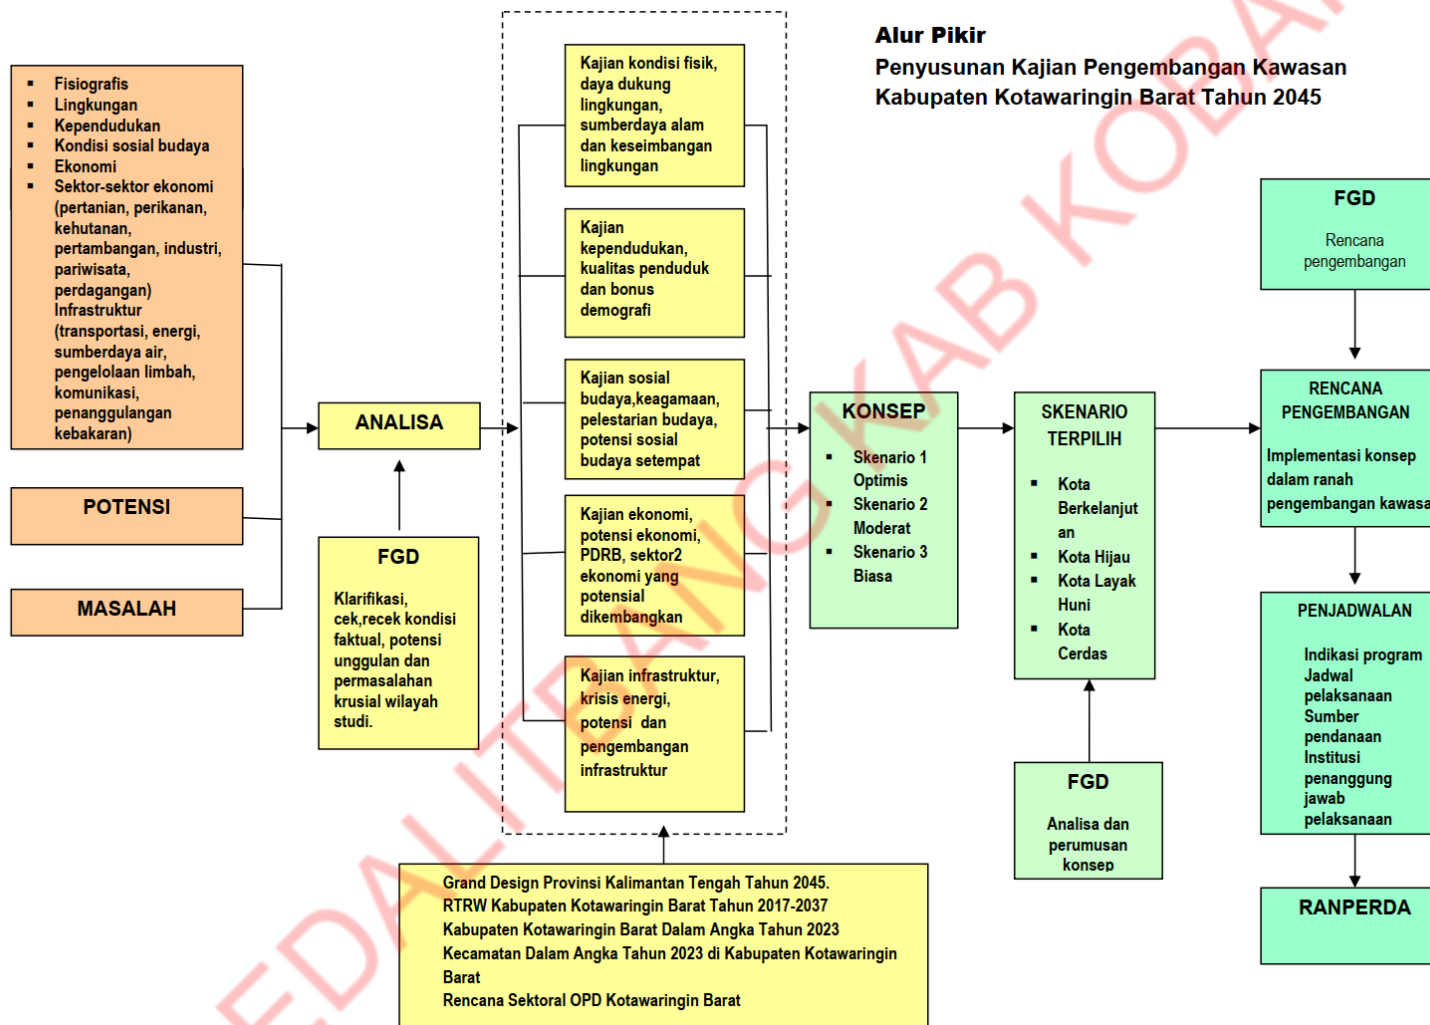 Alur Pikir
Penyusunan Kajian Pengembangan Kawasan
Kabupaten Kotawaringin Barat Tahun 2045
▪ Fisiografis
▪ Lingkungan
▪ Kependudukan
▪ Kondisi sosial budaya
▪ Ekonomi
▪ Sektor-sektor ekonomi
(pertanian, perikanan,
kehutanan,
pertambangan, industri,
pariwisata,
perdagangan)
Infrastruktur
(transportasi, energi,
sumberdaya air,
pengelolaan limbah,
komunikasi,
penanggulangan
kebakaran)
POTENSI
MASALAH
ANALISA
FGD
Klarifikasi,
cek,recek kondisi
faktual, potensi
unggulan dan
permasalahan
krusial wilayah
studi.
Kajian kondisi fisik,
daya dukung
lingkungan,
sumberdaya alam
dan keseimbangan
lingkungan
Kajian
kependudukan,
kualitas penduduk
dan bonus
demografi
Kajian sosial
budaya,keagamaan,
pelestarian budaya,
potensi sosial
budaya setempat
Kajian ekonomi,
potensi ekonomi,
PDRB, sektor2
ekonomi yang
potensial
dikembangkan
Kajian infrastruktur,
krisis energi,
potensi dan
pengembangan
infrastruktur
Grand Design Provinsi Kalimantan Tengah Tahun 2045.
RTRW Kabupaten Kotawaringin Barat Tahun 2017-2037
Kabupaten Kotawaringin Barat Dalam Angka Tahun 2023
Kecamatan Dalam Angka Tahun 2023 di Kabupaten Kotawaringin
Barat
Rencana Sektoral OPD Kotawaringin Barat
KONSEP
▪ Skenario 1
Optimis
▪ Skenario 2
Moderat
▪ Skenario 3
Biasa
SKENARIO
TERPILIH
▪ Kota
Berkelanjut
an
▪ Kota Hijau
▪ Kota Layak
Huni
▪ Kota
Cerdas
FGD
Analisa dan
perumusan
konsep
FGD
Rencana
pengembangan
RENCANA
PENGEMBANGAN
Implementasi konsep
dalam ranah
pengembangan kawasa
PENJADWALAN
Indikasi program
Jadwal
pelaksanaan
Sumber
pendanaan
Institusi
penanggung
jawab
pelaksanaan
RANPERDA
EDALITBANG KAB KOBA